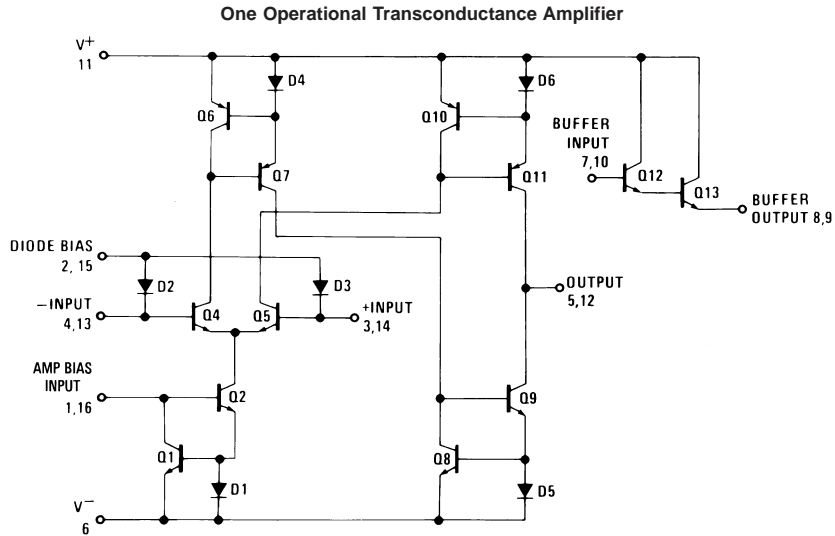 One Operational Transconductance Amplifier
V+
11
D4
D6
Q6
Q10
BUFFER
INPUT
7,10
Q7
Q11
Q12
Q13
BUFFER
OUTPUT 8,9
DIODE BIAS
2, 15
D2
D3
OUTPUT
5,12
–INPUT
4,13
Q4
Q5
+INPUT
3,14
AMP BIAS
INPUT
1,16
Q2
Q9
Q1
Q8
D1
D5
V–
6